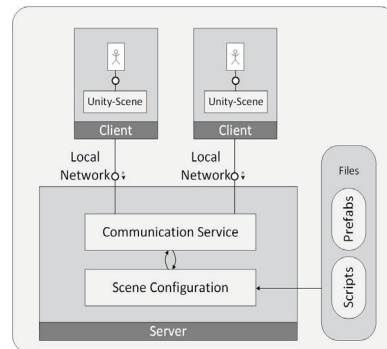 Unity-Scene
Client
Unity-Scene
Client
Local
Network
Local
Network
Files
Prefabs
Scripts
Communication Service
Scene Configuration
Server